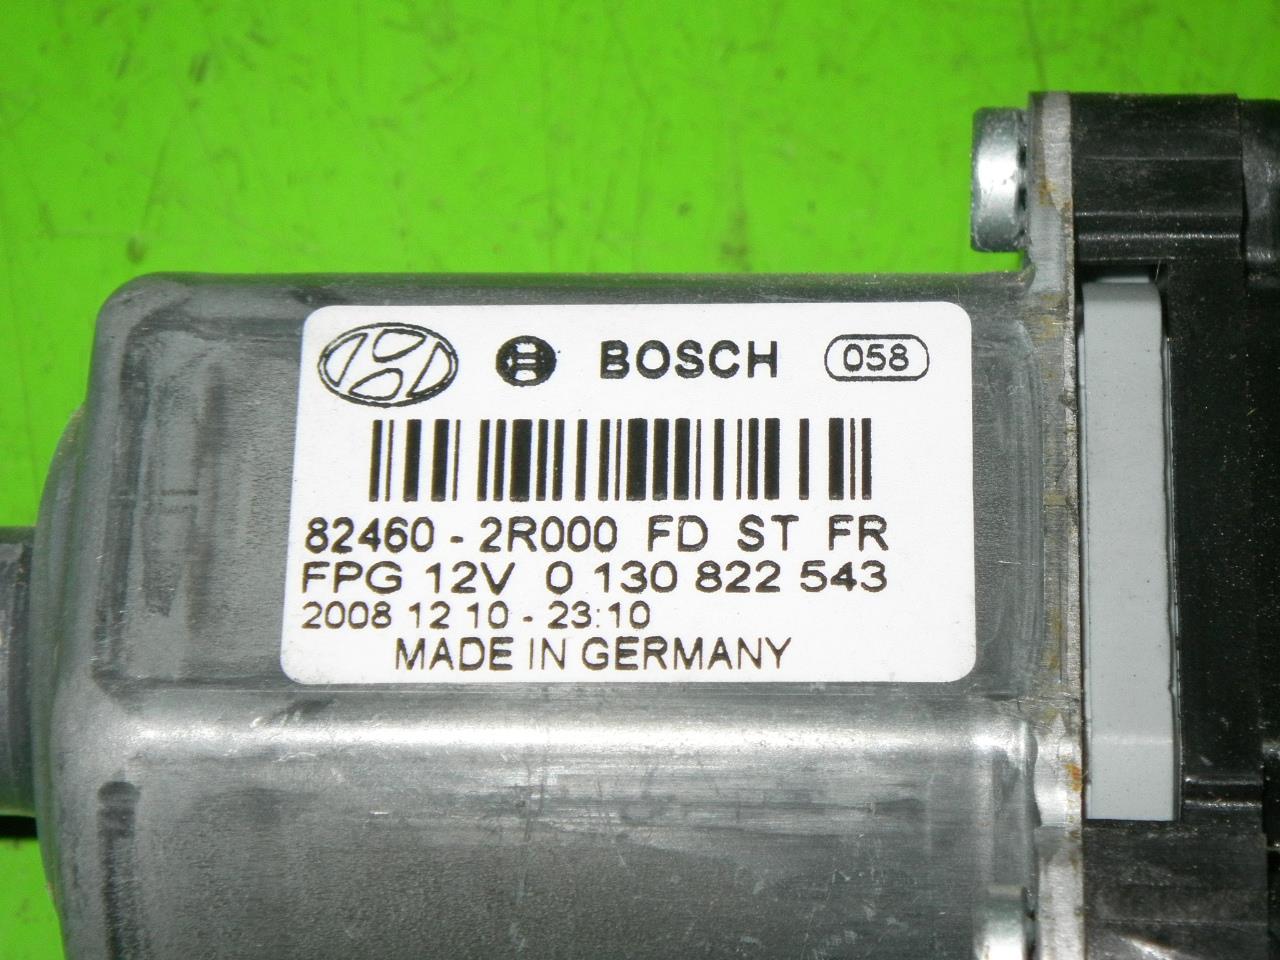 BOSCH 058
82460 - 2R000 FD ST FR
FPG 12V 0 130 822 543
2008 12 10 - 23:10
MADE IN GERMANY